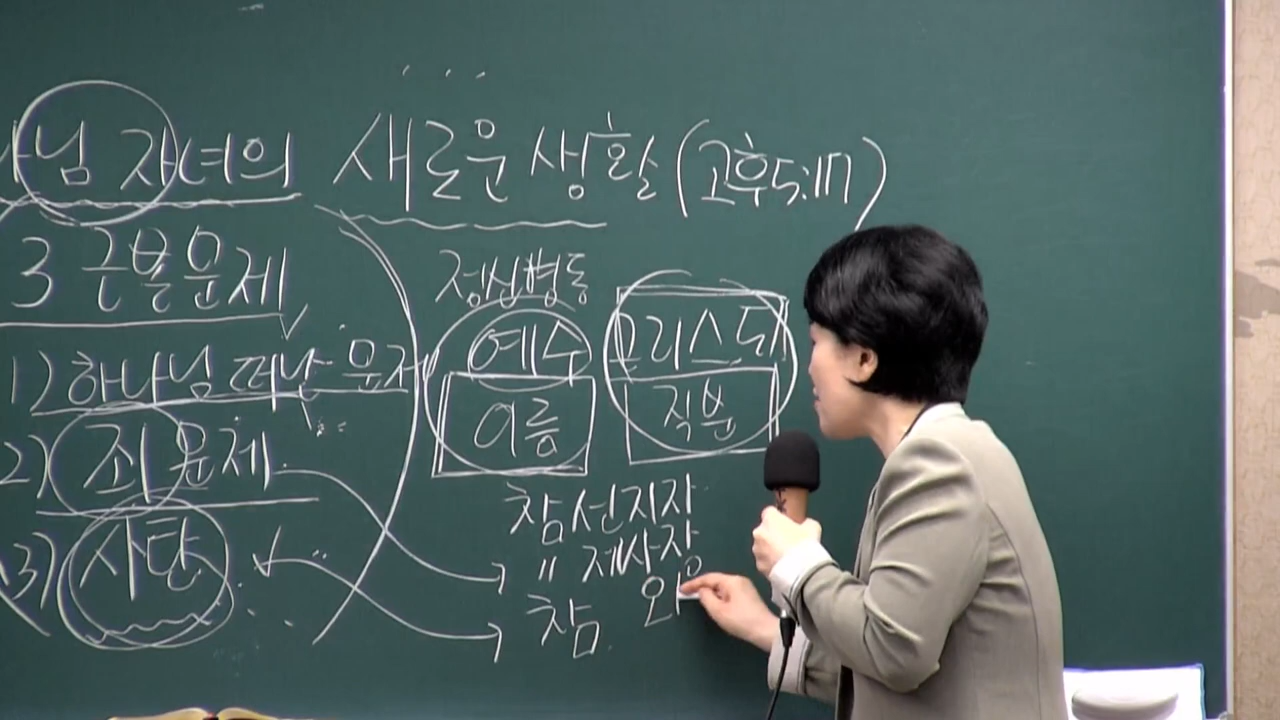 님 자녀의 새로운 생활 (고후5:17)
3 근본문제
정신병동
1) 하나님 떠난 문제
예수 그리스도
이름 직분
2) 죄 문제
3) 사탄
참 선지자
〃 제사장
참 왕